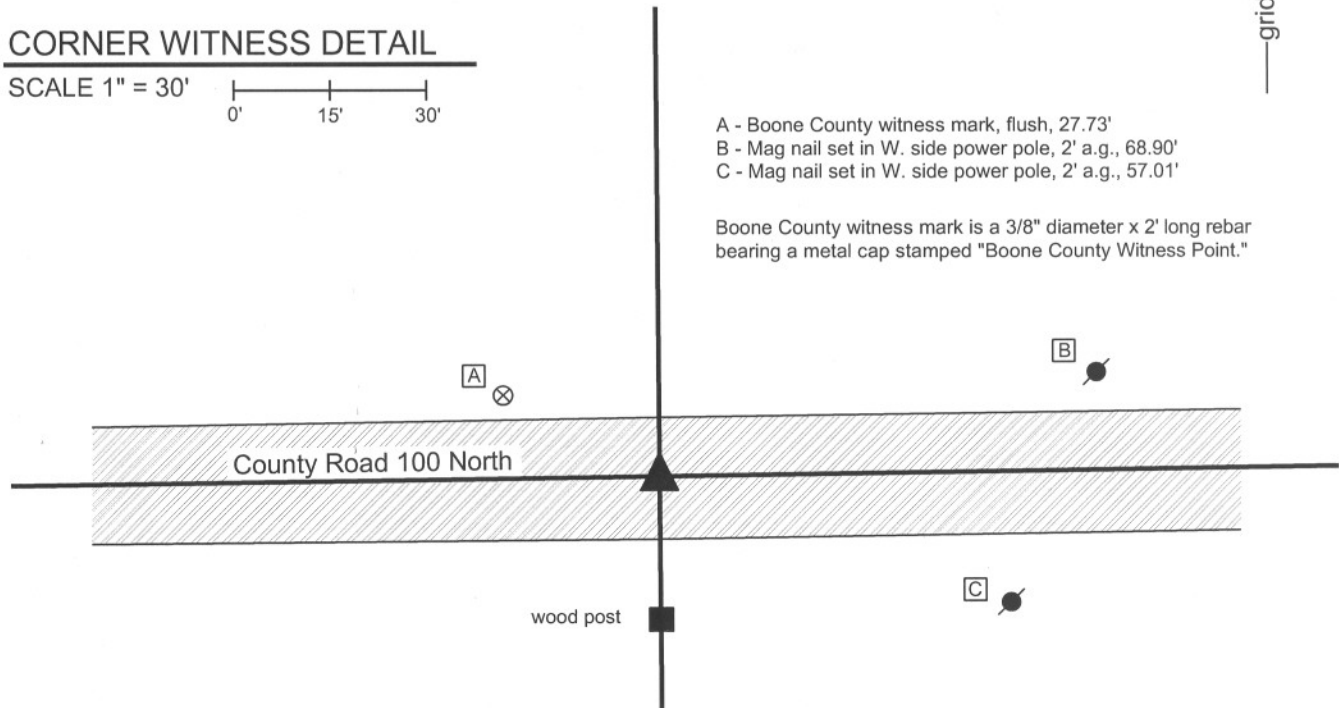 CORNER WITNESS DETAIL
SCALE 1" = 30'
0' 15' 30'
grid
A - Boone County witness mark, flush, 27.73'
B - Mag nail set in W. side power pole, 2' a.g., 68.90'
C - Mag nail set in W. side power pole, 2' a.g., 57.01'
Boone County witness mark is a 3/8" diameter x 2' long rebar
bearing a metal cap stamped "Boone County Witness Point."
A
B
County Road 100 North
C
wood post